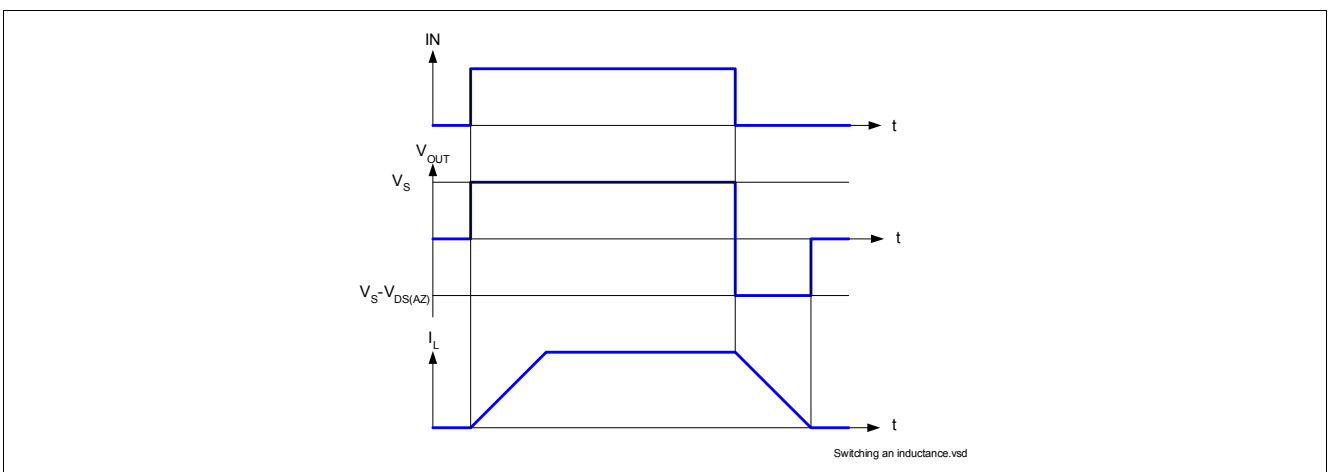 IN
t
V_OUT
V_S
t
V_S-V_DS(AZ)
I_L
t
Switching an inductance.vsd